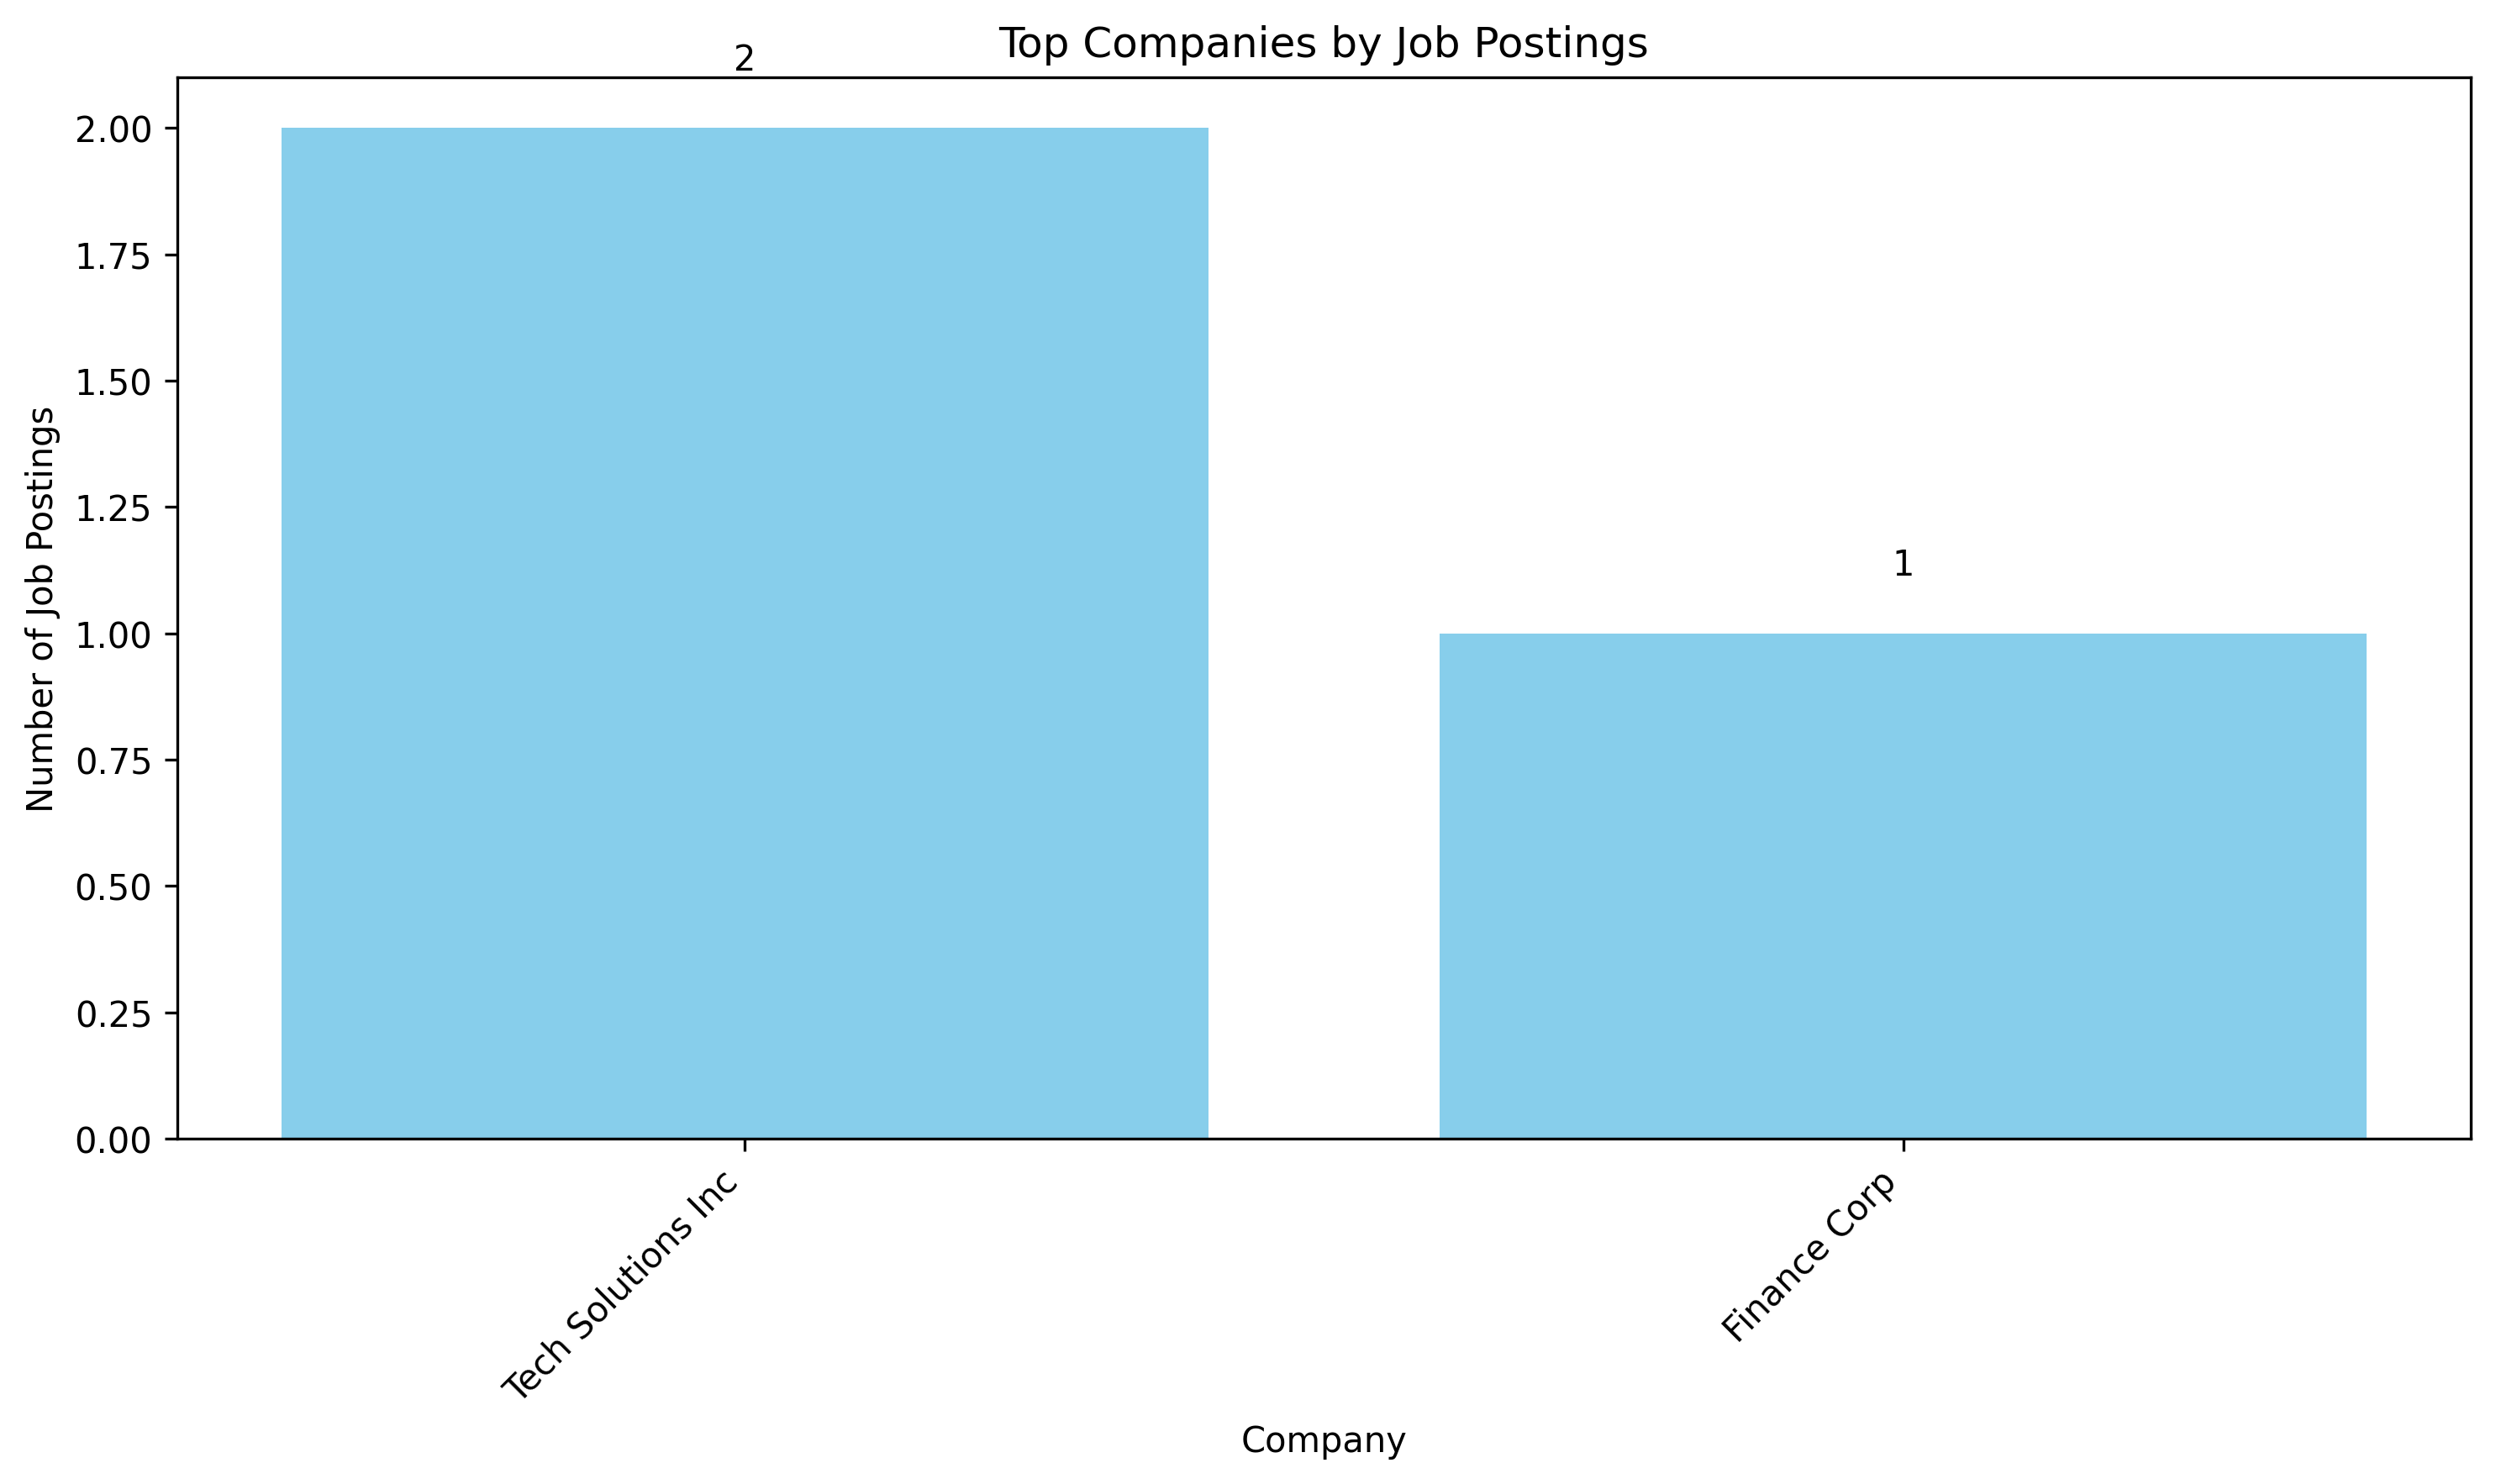 Top Companies by Job Postings
2
1
Number of Job Postings
2.00
1.75
1.50
1.25
1.00
0.75
0.50
0.25
0.00
Tech Solutions Inc
Finance Corp
Company